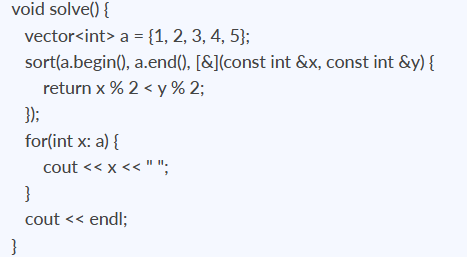 void solve() {
vector<int> a = {1, 2, 3, 4, 5};
sort(a.begin(), a.end(), [&](const int &x, const int &y) {
return x % 2 < y % 2;
});
for(int x: a) {
cout << x << " ";
}
cout << endl;
}